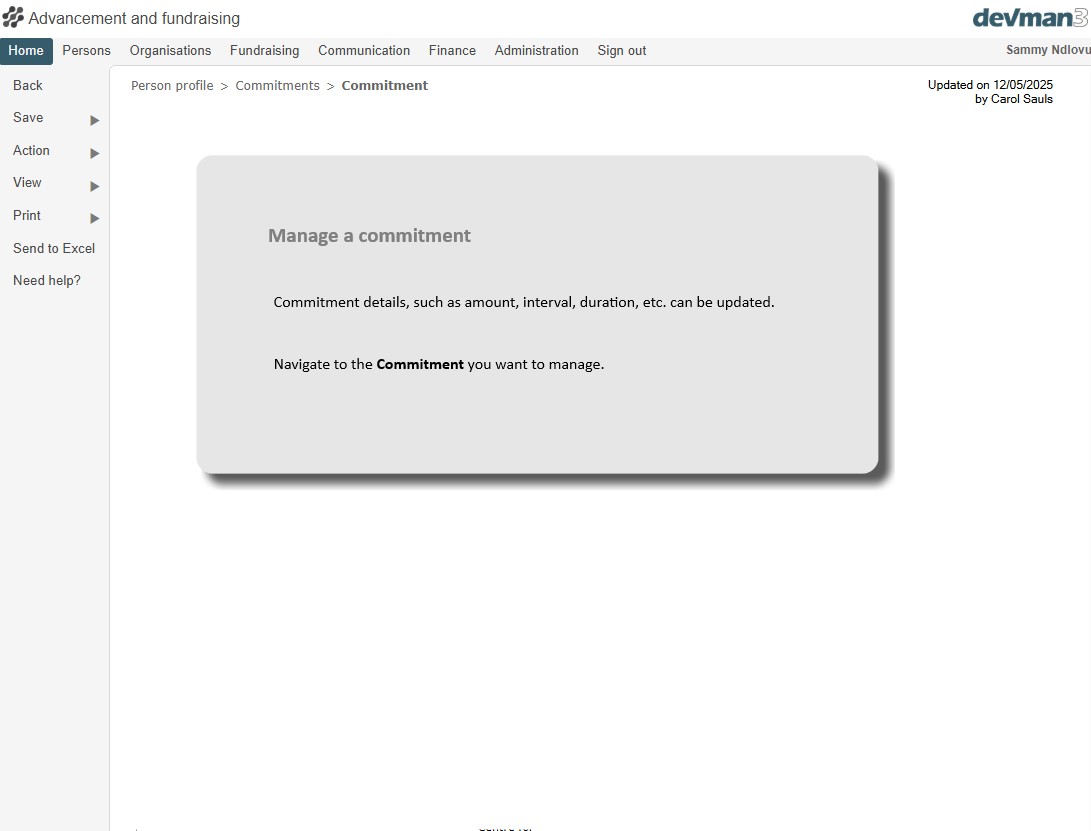 Advancement and fundraising
devman3
Home Persons Organisations Fundraising Communication Finance Administration Sign out
Sammy Ndlovu
Back
Save
Action
View
Print
Send to Excel
Need help?
Person profile > Commitments > Commitment
Updated on 12/05/2025
by Carol Sauls
Manage a commitment
Commitment details, such as amount, interval, duration, etc. can be updated.
Navigate to the Commitment you want to manage.